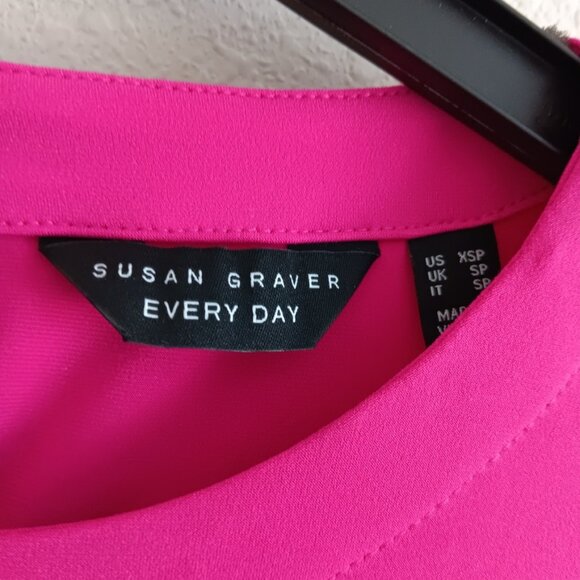 SUSAN GRAVER
EVERY DAY
US XSP
UK SP
IT SP